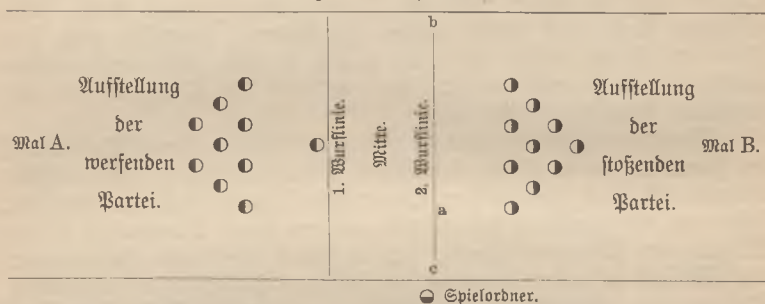 b
Aufstellung
der
werfenden
Partei.
Mal A.
1. Wurflinie.
Mitte.
2. Wurflinie.
a
c
Aufstellung
der
stoßenden
Partei.
Mal B.
Spielordner.